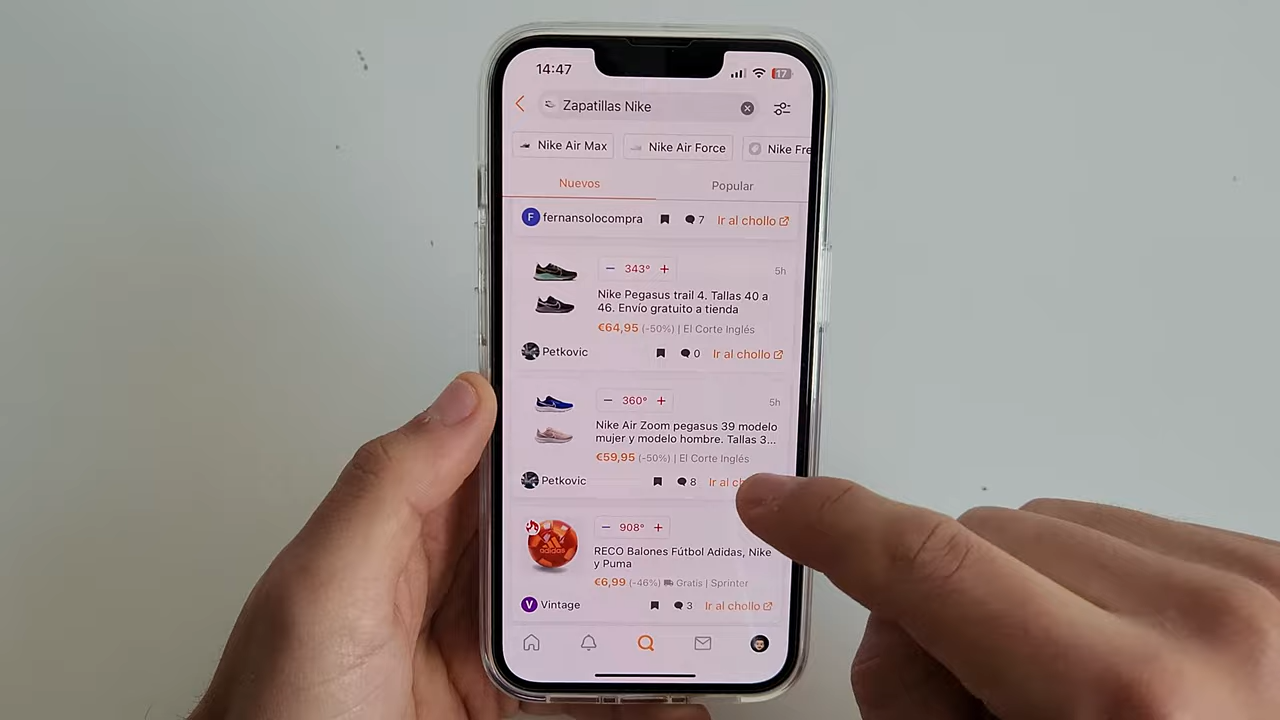 14:47
17
Zapatillas Nike
Nike Air Max
Nike Air Force
Nike Fre
Nuevos
Popular
F fernansolocompra
7
Ir al chollo
343°
5h
Nike Pegasus trail 4. Tallas 40 a
46. Envío gratuito a tienda
€64,95 (-50%) | El Corte Inglés
Petkovic
0
Ir al chollo
360°
5h
Nike Air Zoom pegasus 39 modelo
mujer y modelo hombre. Tallas 3...
€59,95 (-50%) | El Corte Inglés
Petkovic
8
Ir al ch
908°
adidas
RECO Balones Fútbol Adidas, Nike
y Puma
€6,99 (-46%) Gratis | Sprinter
V Vintage
3
Ir al chollo